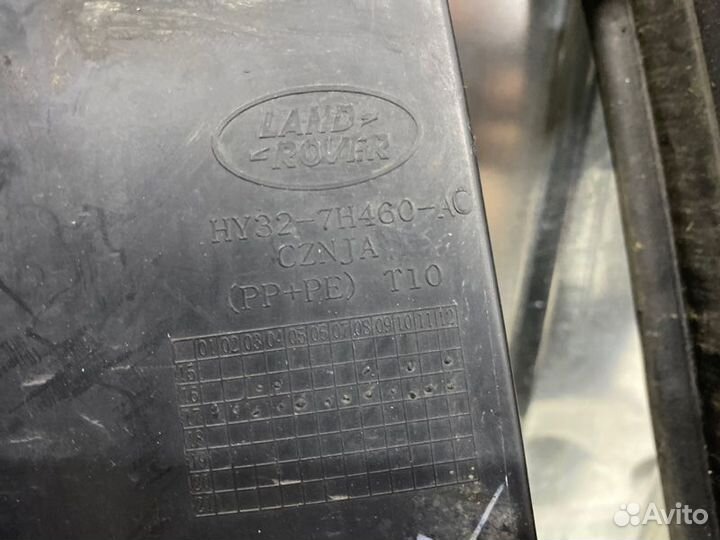 LAND
ROVER
HY32-7H460-AC
CZNJA
(PP+PE) T10
01 02 03 04 05 06 07 08 09 10 11 12
15
16
17
18
19
20
21
Avito